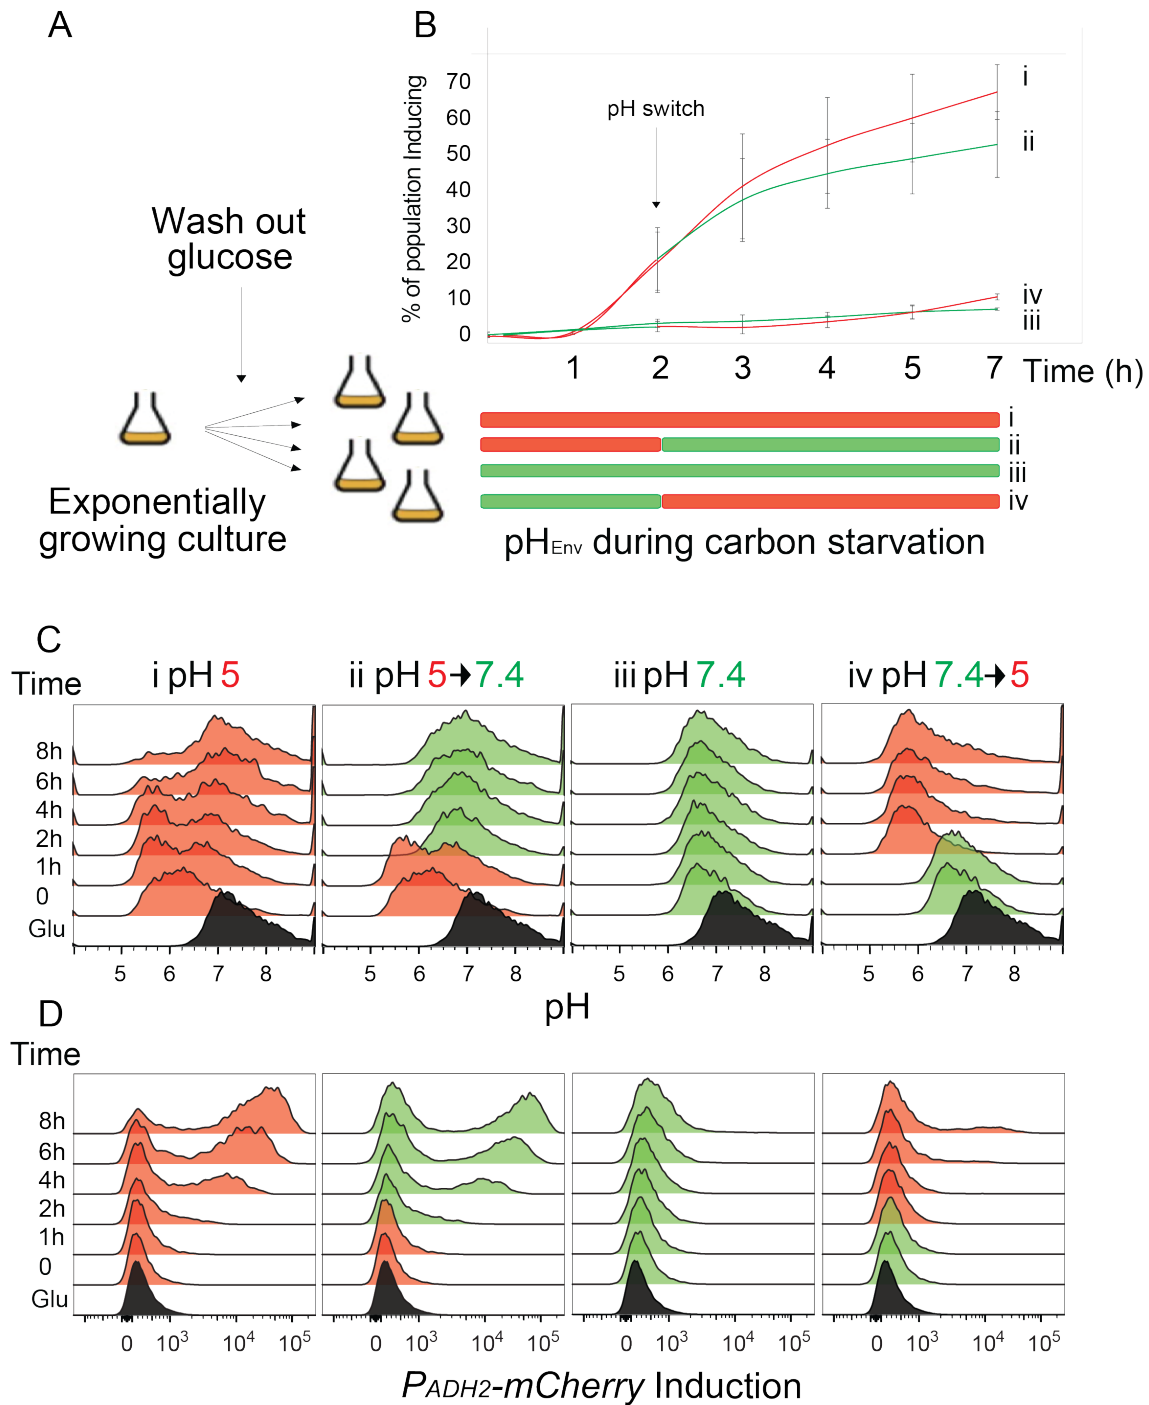 A
B
% of population Inducing
70
60
50
40
30
20
10
0
pH switch
i
ii
iv
iii
1 2 3 4 5 7 Time (h)
Wash out
glucose
Exponentially
growing culture
i
ii
iii
iv
pHEnv during carbon starvation
C
Time
i pH 5
ii pH 5→7.4
iii pH 7.4
iv pH 7.4→5
8h
6h
4h
2h
1h
0
Glu
5 6 7 8
5 6 7 8
5 6 7 8
5 6 7 8
pH
D
Time
8h
6h
4h
2h
1h
0
Glu
0 10³ 10⁴ 10⁵
0 10³ 10⁴ 10⁵
0 10³ 10⁴ 10⁵
0 10³ 10⁴ 10⁵
PADH2-mCherry Induction